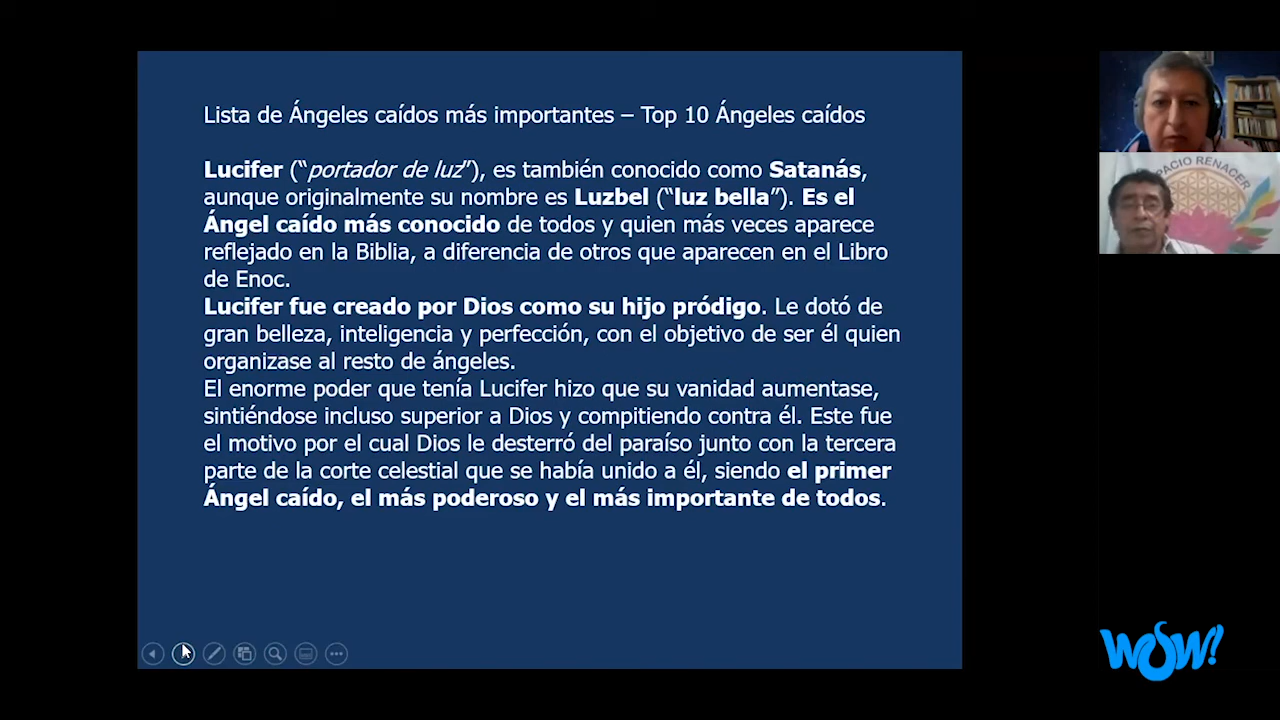 Lista de Ángeles caídos más importantes – Top 10 Ángeles caídos
Lucifer (“portador de luz”), es también conocido como Satanás,
aunque originalmente su nombre es Luzbel (“luz bella”). Es el
Ángel caído más conocido de todos y quien más veces aparece
reflejado en la Biblia, a diferencia de otros que aparecen en el Libro
de Enoc.
Lucifer fue creado por Dios como su hijo pródigo. Le dotó de
gran belleza, inteligencia y perfección, con el objetivo de ser él quien
organizase al resto de ángeles.
El enorme poder que tenía Lucifer hizo que su vanidad aumentase,
sintiéndose incluso superior a Dios y compitiendo contra él. Este fue
el motivo por el cual Dios le desterró del paraíso junto con la tercera
parte de la corte celestial que se había unido a él, siendo el primer
Ángel caído, el más poderoso y el más importante de todos.
PACIO RENACER
WOW!